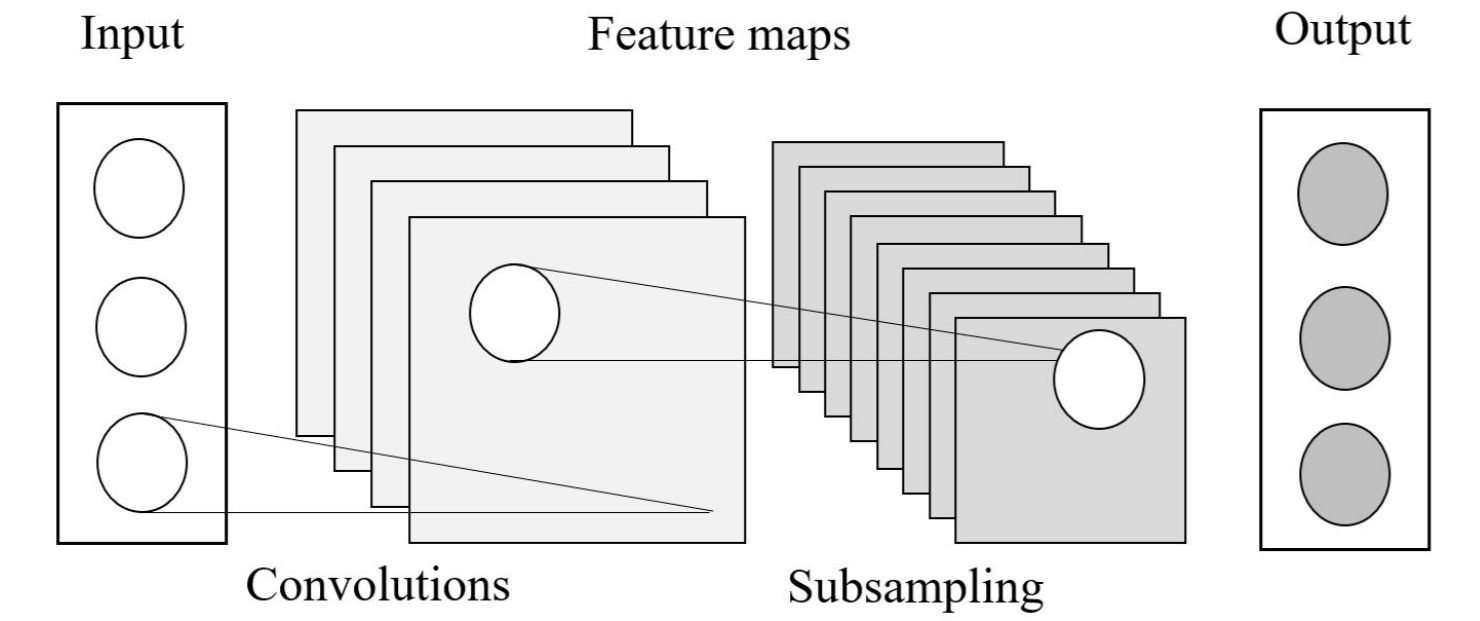 Input
Feature maps
Output
Convolutions
Subsampling